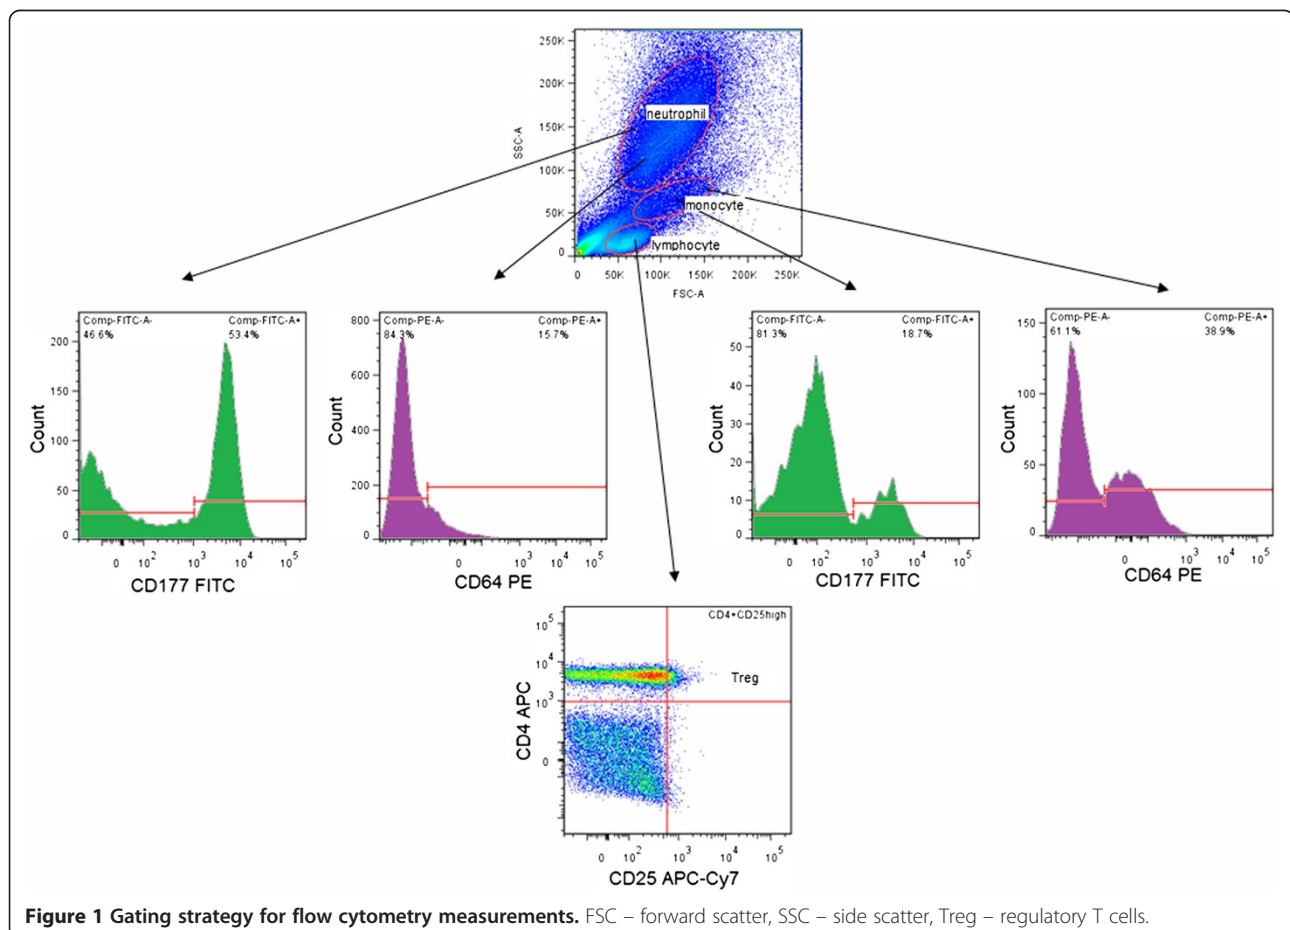 250K
200K
150K
100K
50K
0
SSC-A
neutrophil
monocyte
lymphocyte
0 50K 100K 150K 200K 250K
FSC-A
Comp-FITC-A- Comp-FITC-A+
46.6% 53.4%
200
150
100
50
0
Count
0 10^2 10^3 10^4 10^5
CD177 FITC
Comp-PE-A- Comp-PE-A+
84.3% 15.7%
800
600
400
200
0
Count
0 10^3 10^4 10^5
CD64 PE
Comp-FITC-A- Comp-FITC-A+
81.3% 18.7%
50
40
30
20
10
0
Count
0 10^2 10^3 10^4 10^5
CD177 FITC
Comp-PE-A- Comp-PE-A+
61.1% 38.9%
150
100
50
0
Count
0 10^3 10^4 10^5
CD64 PE
CD4+CD25high
Treg
10^5
10^4
10^3
0
CD4 APC
0 10^2 10^3 10^4 10^5
CD25 APC-Cy7
Figure 1 Gating strategy for flow cytometry measurements. FSC – forward scatter, SSC – side scatter, Treg – regulatory T cells.